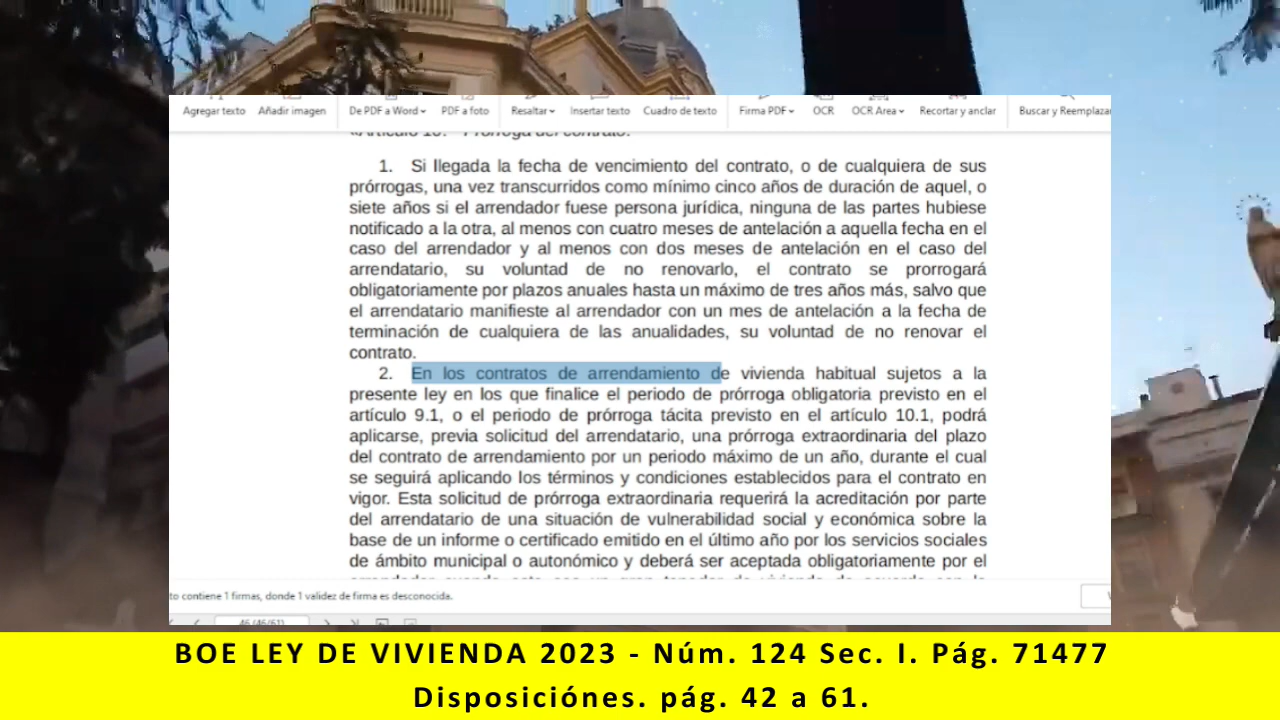 Agregar texto Añadir imagen De PDF a Word PDF a foto Resaltar Insertar texto Cuadro de texto Firma PDF OCR OCR Area Recortar y anclar Buscar y Reemplaza
1. Si llegada la fecha de vencimiento del contrato, o de cualquiera de sus
prórrogas, una vez transcurridos como mínimo cinco años de duración de aquel, o
siete años si el arrendador fuese persona jurídica, ninguna de las partes hubiese
notificado a la otra, al menos con cuatro meses de antelación a aquella fecha en el
caso del arrendador y al menos con dos meses de antelación en el caso del
arrendatario, su voluntad de no renovarlo, el contrato se prorrogará
obligatoriamente por plazos anuales hasta un máximo de tres años más, salvo que
el arrendatario manifieste al arrendador con un mes de antelación a la fecha de
terminación de cualquiera de las anualidades, su voluntad de no renovar el
contrato.
2. En los contratos de arrendamiento de vivienda habitual sujetos a la
presente ley en los que finalice el periodo de prórroga obligatoria previsto en el
artículo 9.1, o el periodo de prórroga tácita previsto en el artículo 10.1, podrá
aplicarse, previa solicitud del arrendatario, una prórroga extraordinaria del plazo
del contrato de arrendamiento por un periodo máximo de un año, durante el cual
se seguirá aplicando los términos y condiciones establecidos para el contrato en
vigor. Esta solicitud de prórroga extraordinaria requerirá la acreditación por parte
del arrendatario de una situación de vulnerabilidad social y económica sobre la
base de un informe o certificado emitido en el último año por los servicios sociales
de ámbito municipal o autonómico y deberá ser aceptada obligatoriamente por el
to contiene 1 firmas, donde 1 validez de firma es desconocida.
46 (46/61)
BOE LEY DE VIVIENDA 2023 - Núm. 124 Sec. I. Pág. 71477
Disposiciónes. pág. 42 a 61.